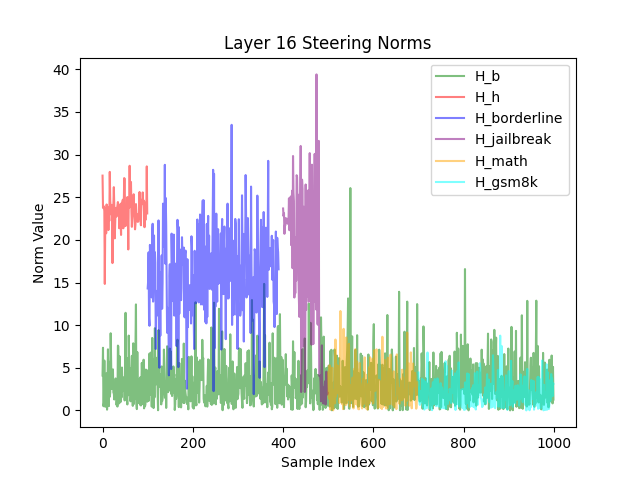 Layer 16 Steering Norms
40
35
30
25
20
15
10
5
0
Norm Value
H_b
H_h
H_borderline
H_jailbreak
H_math
H_gsm8k
0 200 400 600 800 1000
Sample Index